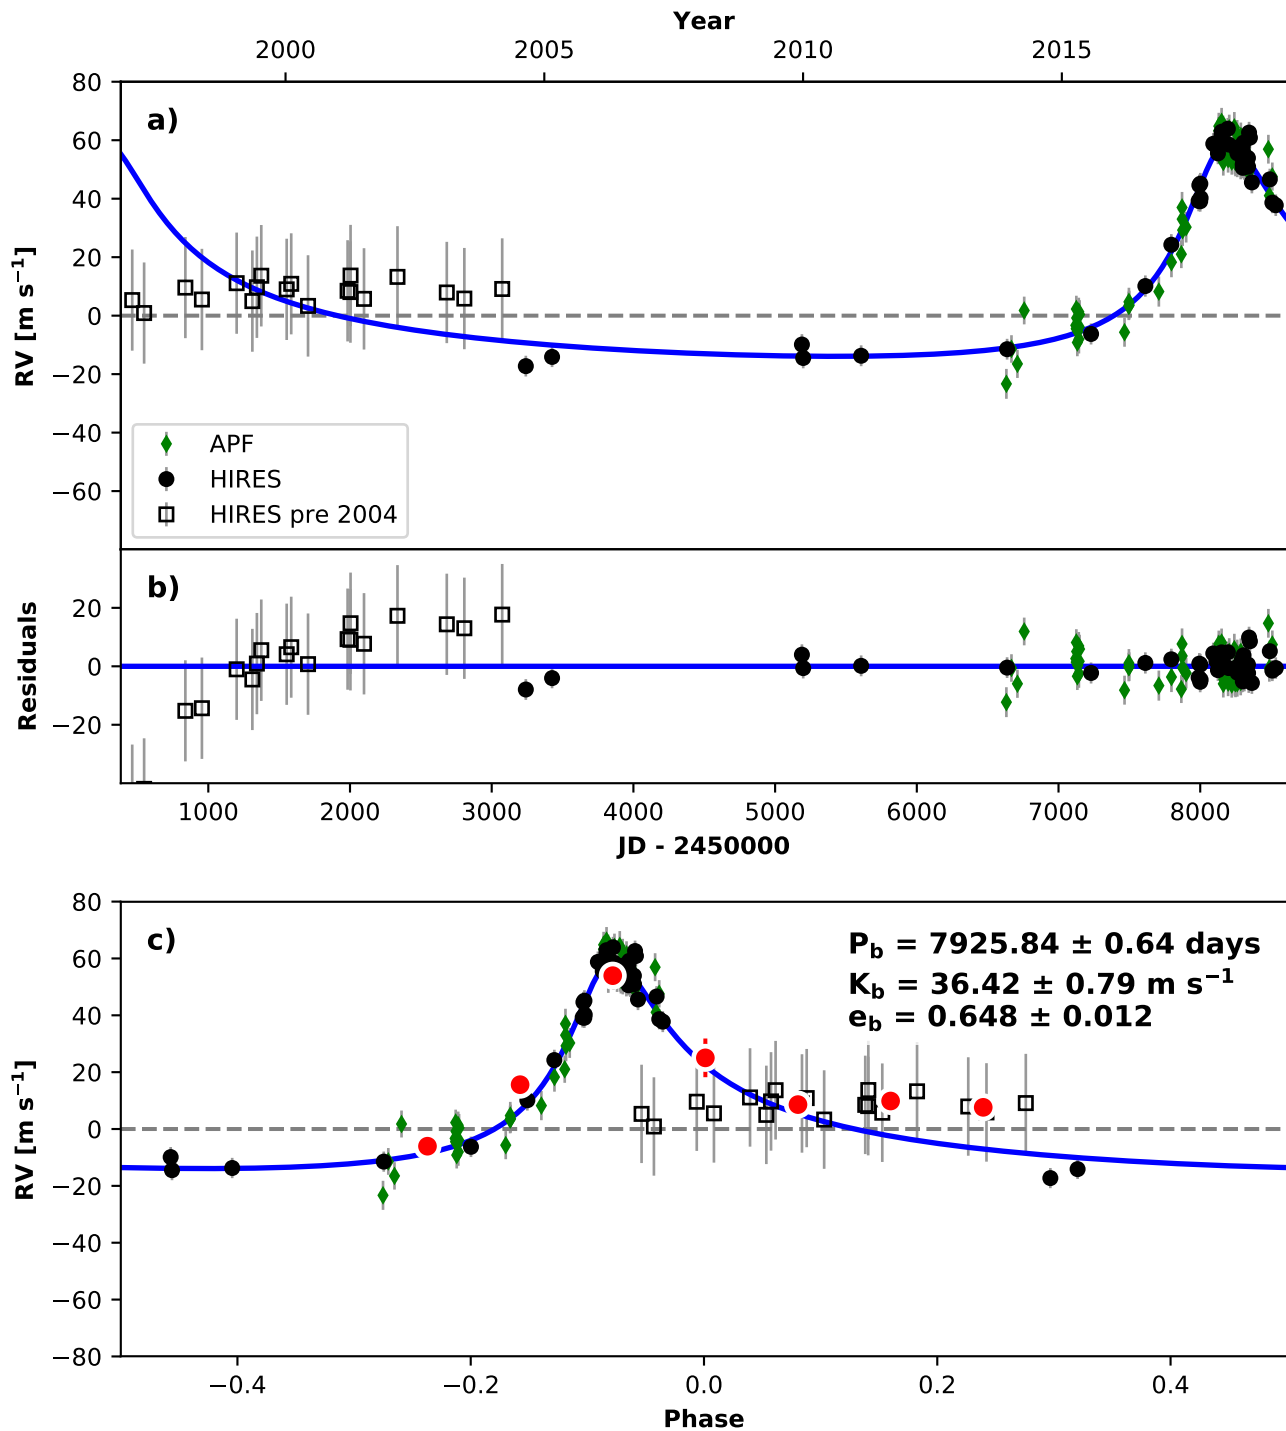 Year
2000 2005 2010 2015
80
60
40
20
0
−20
−40
−60
RV [m s⁻¹]
a)
APF
HIRES
HIRES pre 2004
b)
20
0
−20
Residuals
1000 2000 3000 4000 5000 6000 7000 8000
JD - 2450000
80
60
40
20
0
−20
−40
−60
−80
RV [m s⁻¹]
c)
P_b = 7925.84 ± 0.64 days
K_b = 36.42 ± 0.79 m s⁻¹
e_b = 0.648 ± 0.012
−0.4 −0.2 0.0 0.2 0.4
Phase